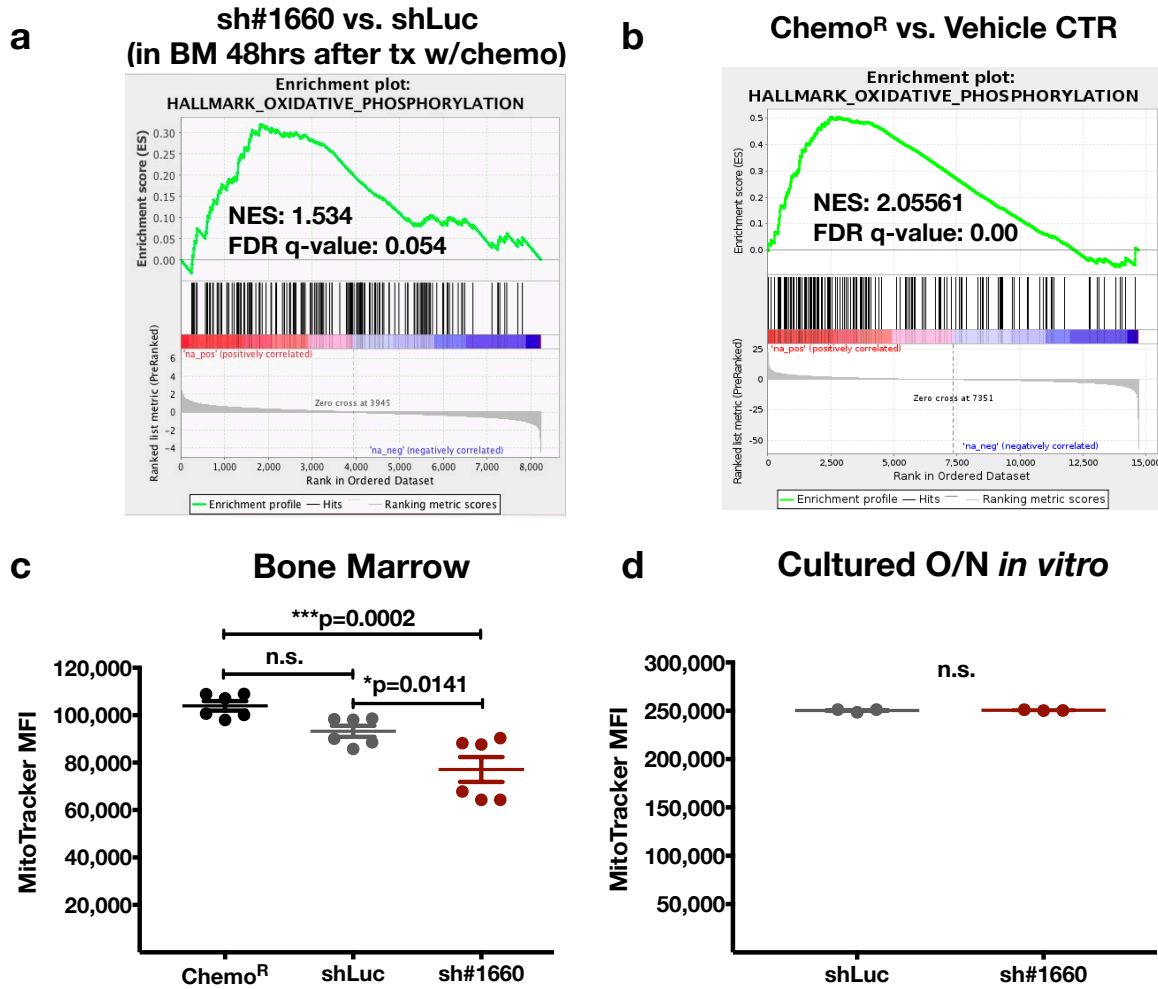 a
sh#1660 vs. shLuc
(in BM 48hrs after tx w/chemo)
Enrichment plot:
HALLMARK_OXIDATIVE_PHOSPHORYLATION
Enrichment score (ES)
0.30
0.25
0.20
0.15
0.10
0.05
0.00
NES: 1.534
FDR q-value: 0.054
Ranked list metric (PreRanked)
'na_pos' (positively correlated)
6
4
2
0
-2
-4
Zero cross at 3945
'na_neg' (negatively correlated)
0 1,000 2,000 3,000 4,000 5,000 6,000 7,000 8,000
Rank in Ordered Dataset
Enrichment profile Hits Ranking metric scores
b
Chemoᴿ vs. Vehicle CTR
Enrichment plot:
HALLMARK_OXIDATIVE_PHOSPHORYLATION
Enrichment score (ES)
0.5
0.4
0.3
0.2
0.1
0.0
NES: 2.05561
FDR q-value: 0.00
Ranked list metric (PreRanked)
'na_pos' (positively correlated)
25
0
-25
-50
Zero cross at 7351
'na_neg' (negatively correlated)
0 2,500 5,000 7,500 10,000 12,500 15,000
Rank in Ordered Dataset
Enrichment profile Hits Ranking metric scores
c
Bone Marrow
***p=0.0002
n.s.
*p=0.0141
MitoTracker MFI
120,000
100,000
80,000
60,000
40,000
20,000
Chemoᴿ shLuc sh#1660
d
Cultured O/N in vitro
n.s.
MitoTracker MFI
300,000
250,000
200,000
150,000
100,000
50,000
shLuc sh#1660